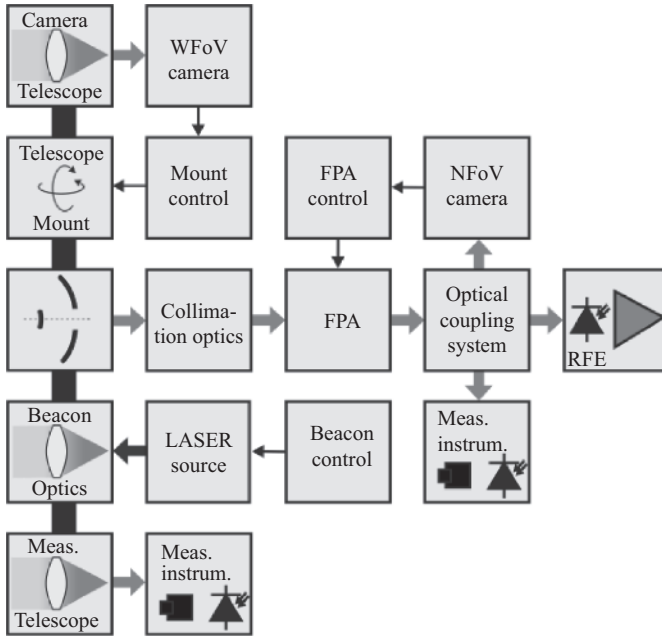 Camera
Telescope
WFoV
camera
Telescope
Mount
Mount
control
FPA
control
NFoV
camera
Collima-
tion optics
FPA
Optical
coupling
system
RFE
Beacon
Optics
LASER
source
Beacon
control
Meas.
instrum.
Meas.
Telescope
Meas.
instrum.